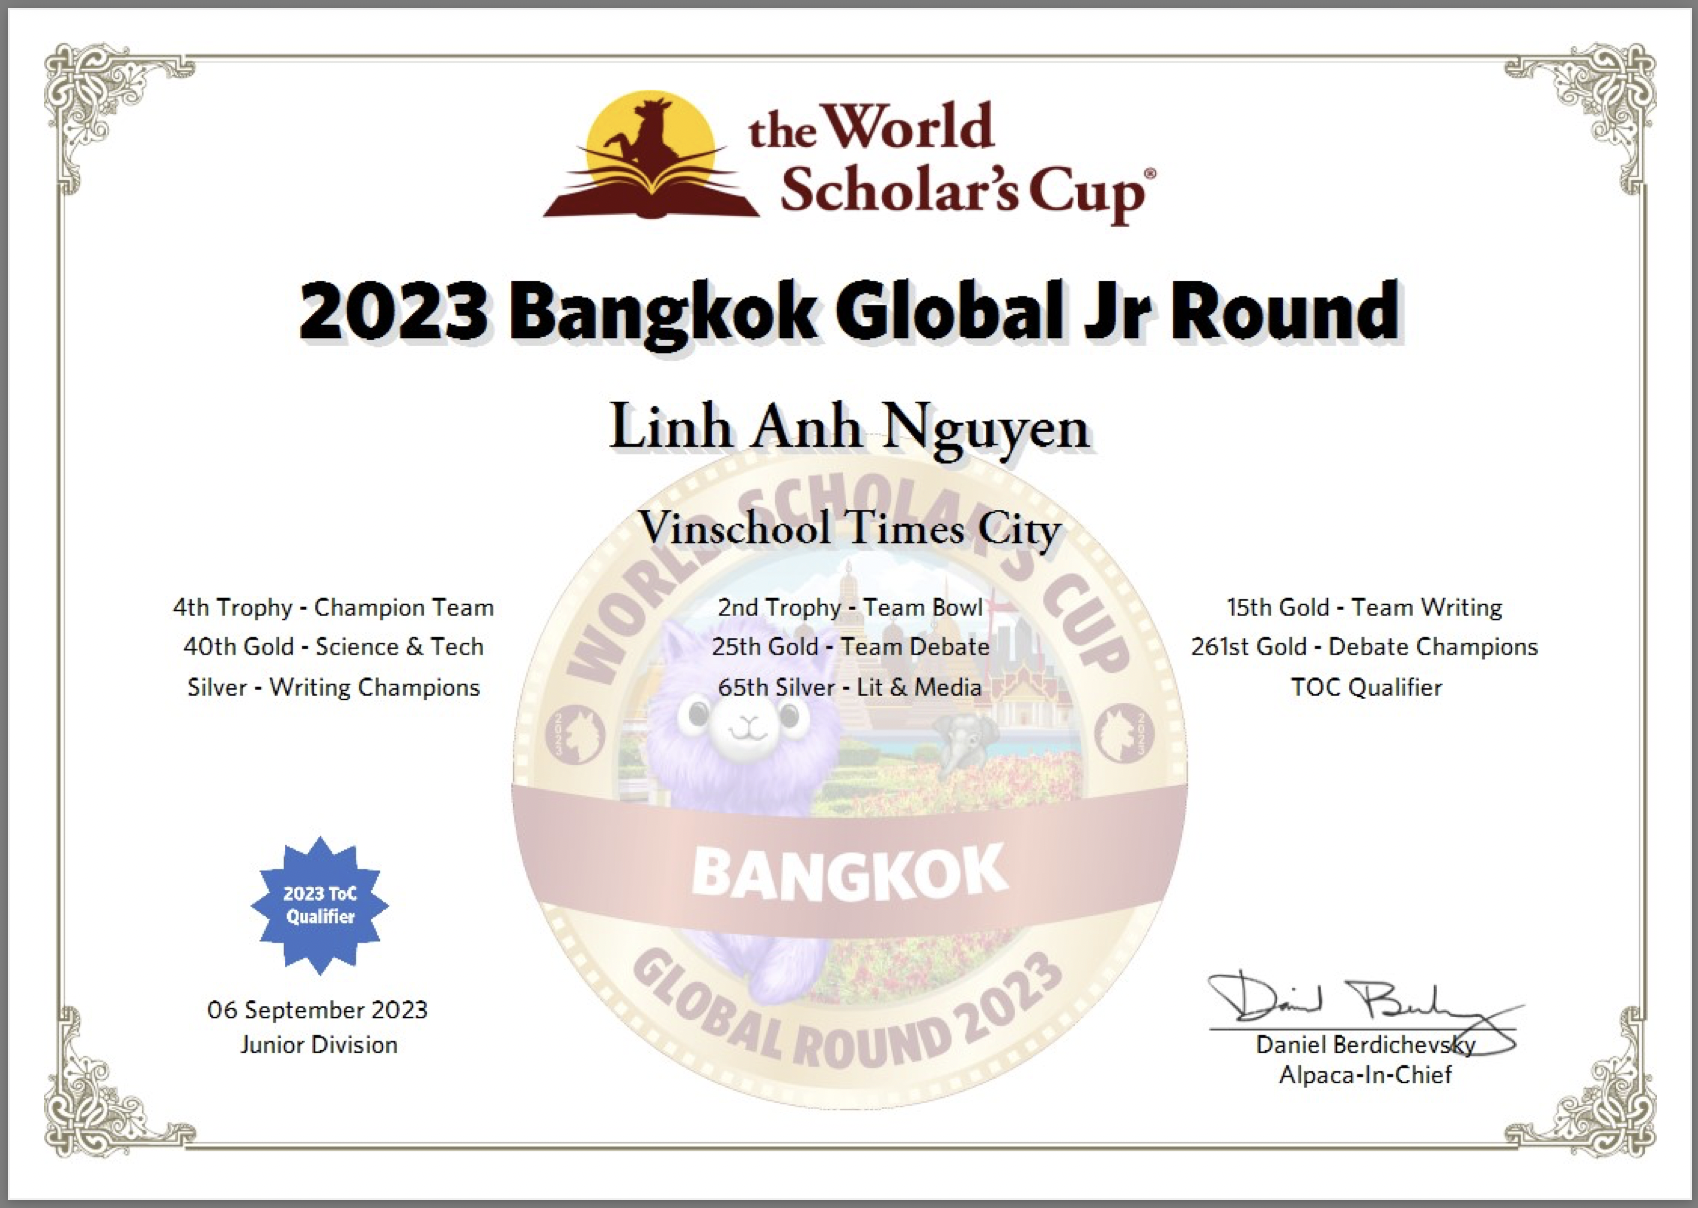 the World
Scholar's Cup®
2023 Bangkok Global Jr Round
Linh Anh Nguyen
Vinschool Times City
4th Trophy - Champion Team
2nd Trophy - Team Bowl
15th Gold - Team Writing
40th Gold - Science & Tech
25th Gold - Team Debate
261st Gold - Debate Champions
Silver - Writing Champions
65th Silver - Lit & Media
TOC Qualifier
WORLD SCHOLAR'S CUP
2023
2023
BANGKOK
GLOBAL ROUND 2023
2023 ToC
Qualifier
06 September 2023
Junior Division
Daniel Berdichevsky
Alpaca-In-Chief